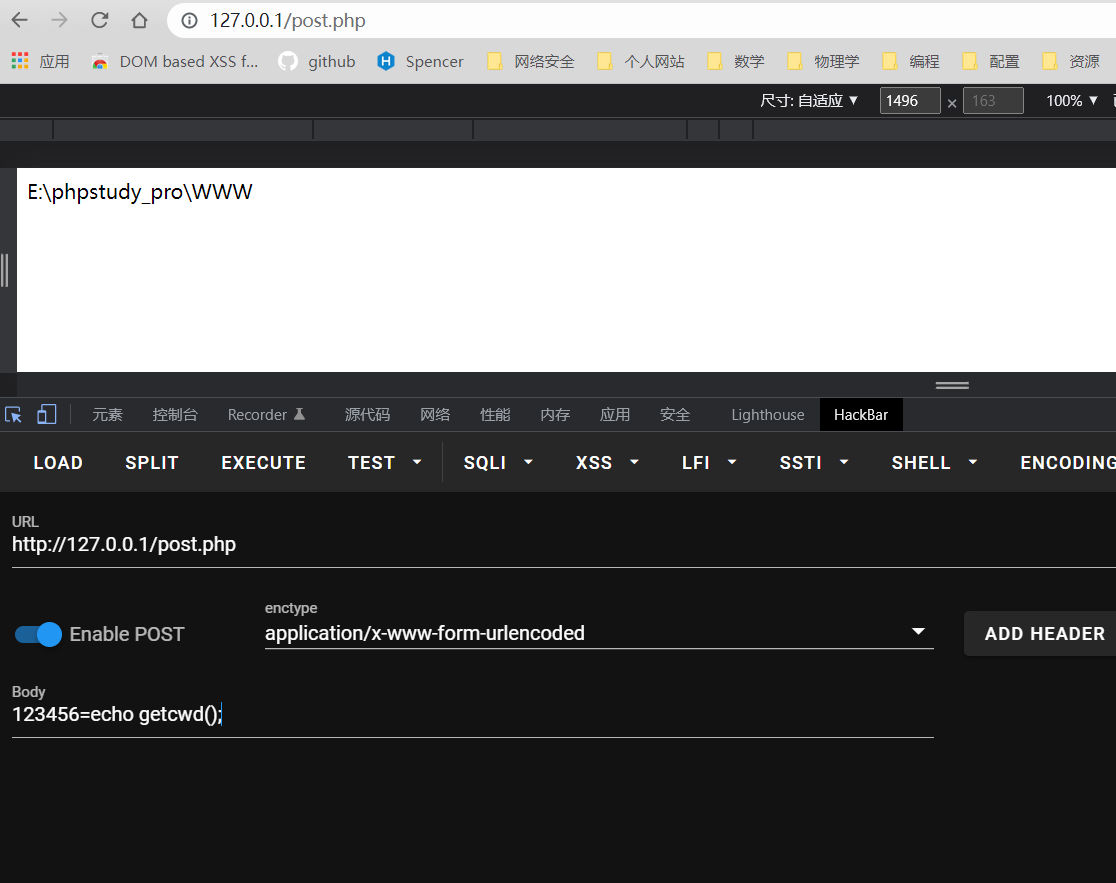 127.0.0.1/post.php
应用 DOM based XSS f... github Spencer 网络安全 个人网站 数学 物理学 编程 配置 资源
尺寸: 自适应 ▼ 1496 × 163 100% ▼
E:\phpstudy_pro\WWW
元素 控制台 Recorder 源代码 网络 性能 内存 应用 安全 Lighthouse HackBar
LOAD SPLIT EXECUTE TEST SQLI XSS LFI SSTI SHELL ENCODING
URL
http://127.0.0.1/post.php
enctype
Enable POST application/x-www-form-urlencoded ADD HEADER
Body
123456=echo getcwd();